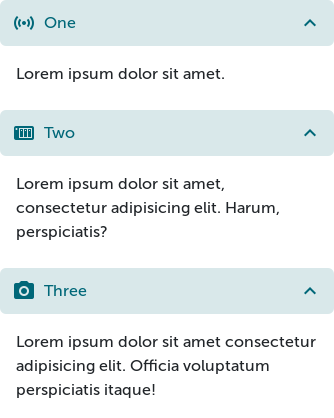 One
Lorem ipsum dolor sit amet.
Two
Lorem ipsum dolor sit amet,
consectetur adipisicing elit. Harum,
perspiciatis?
Three
Lorem ipsum dolor sit amet consectetur
adipisicing elit. Officia voluptatum
perspiciatis itaque!